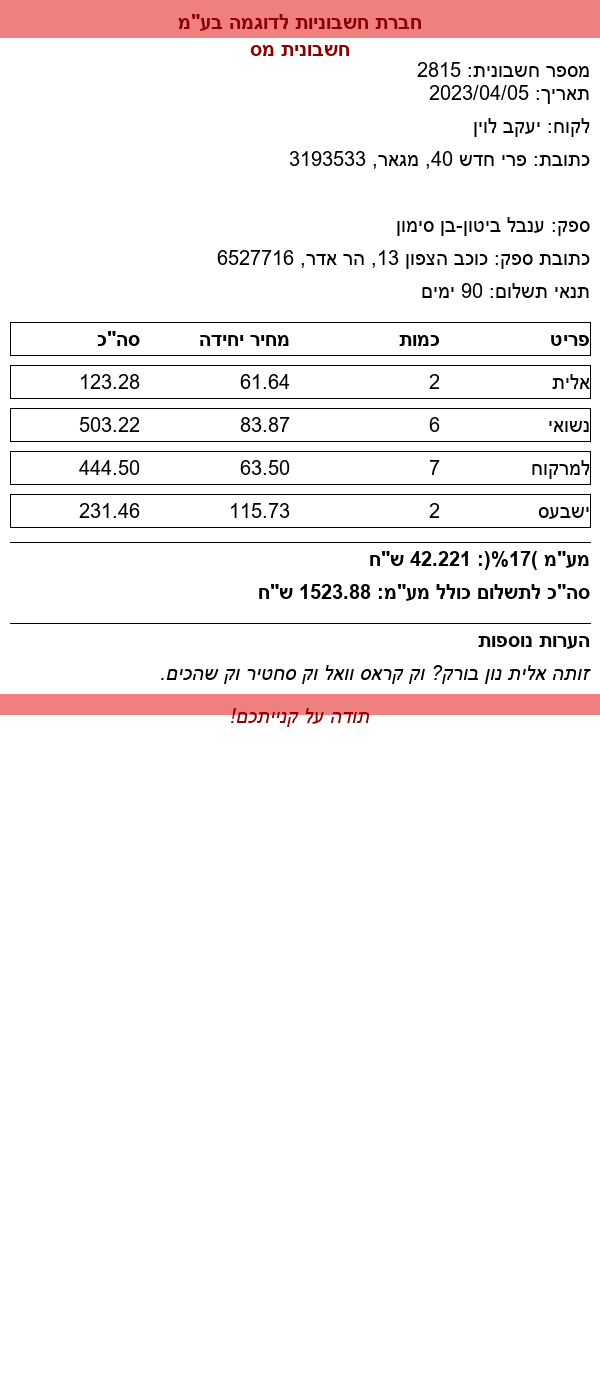 חברת חשבוניות לדוגמה בע"מ
חשבונית מס
מספר חשבונית: 2815
תאריך: 2023/04/05
לקוח: יעקב לוין
כתובת: פרי חדש 40, מגאר, 3193533
ספק: ענבל ביטון-בן סימון
כתובת ספק: כוכב הצפון 13, הר אדר, 6527716
תנאי תשלום: 90 ימים
פריט כמות מחיר יחידה סה"כ
אלית 2 61.64 123.28
נשואי 6 83.87 503.22
למרקוח 7 63.50 444.50
ישבעס 2 115.73 231.46
מע"מ )17%(: 42.221 ש"ח
סה"כ לתשלום כולל מע"מ: 1523.88 ש"ח
הערות נוספות
זותה אלית נון בורק? וק קראס וואל וק סחטיר וק שהכים.
תודה על קנייתכם!